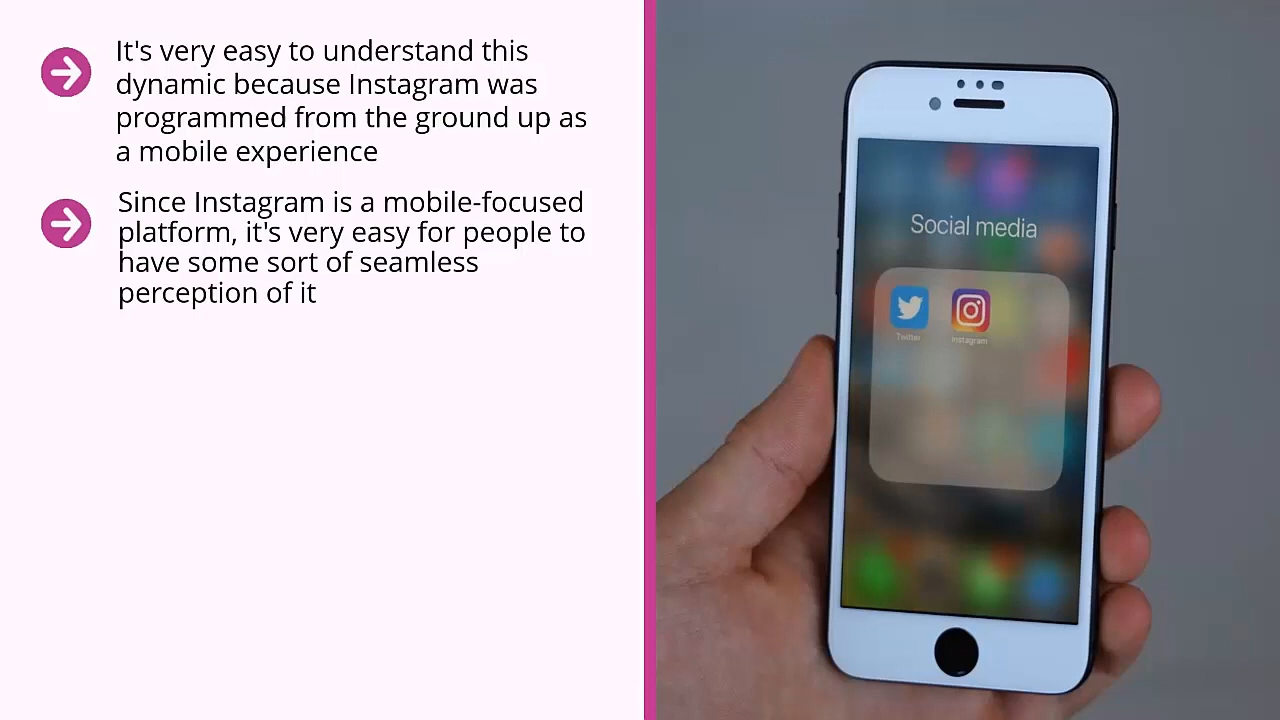 It's very easy to understand this
dynamic because Instagram was
programmed from the ground up as
a mobile experience
Since Instagram is a mobile-focused
platform, it's very easy for people to
have some sort of seamless
perception of it
Social media
Twitter
Instagram